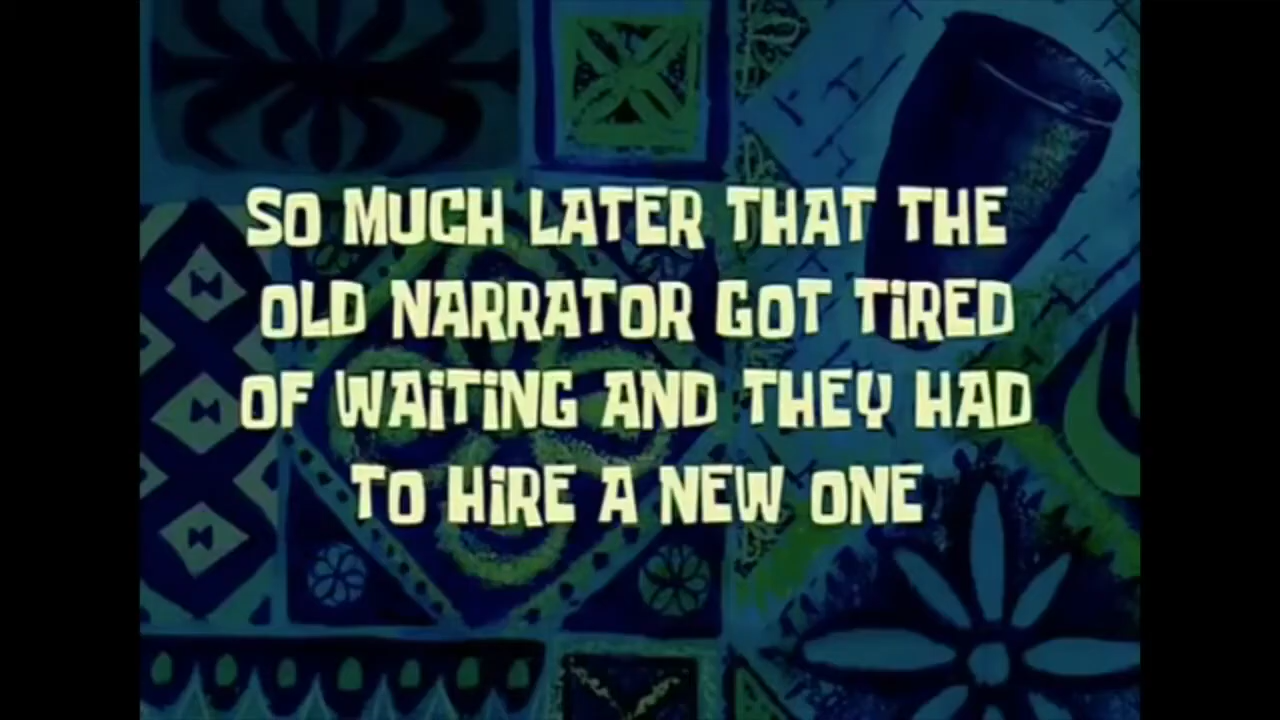 SO MUCH LATER THAT THE
OLD NARRATOR GOT TiRED
OF WAiTiNG AND THEY HAD
TO HiRE A NEW ONE